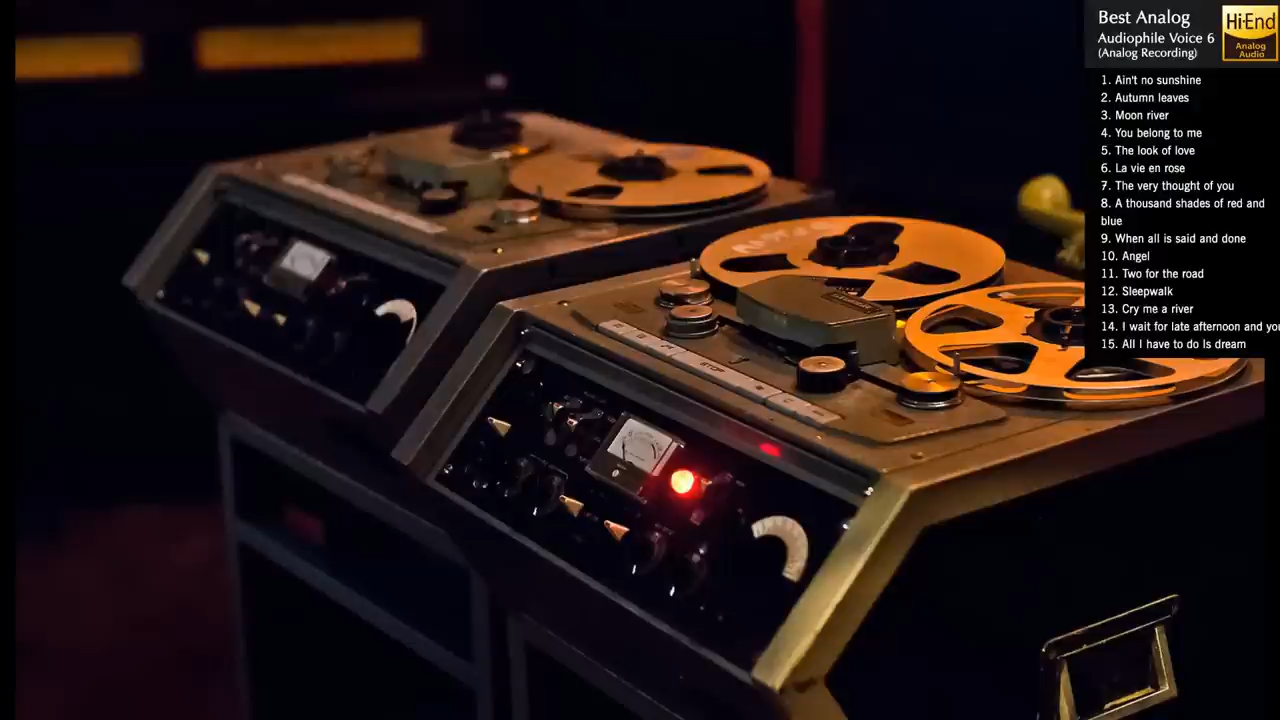 Best Analog
Audiophile Voice 6
(Analog Recording)
Hi-End
Analog
Audio
1. Ain't no sunshine
2. Autumn leaves
3. Moon river
4. You belong to me
5. The look of love
6. La vie en rose
7. The very thought of you
8. A thousand shades of red and
blue
9. When all is said and done
10. Angel
11. Two for the road
12. Sleepwalk
13. Cry me a river
14. I wait for late afternoon and you
15. All I have to do Is dream
STOP